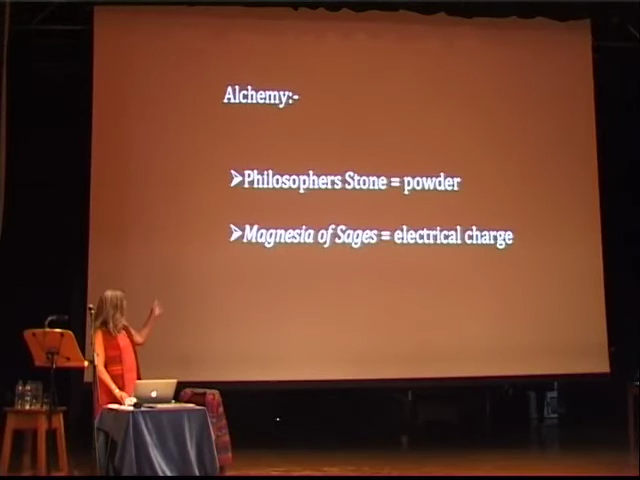 Alchemy:-
➢Philosophers Stone = powder
➢Magnesia of Sages = electrical charge